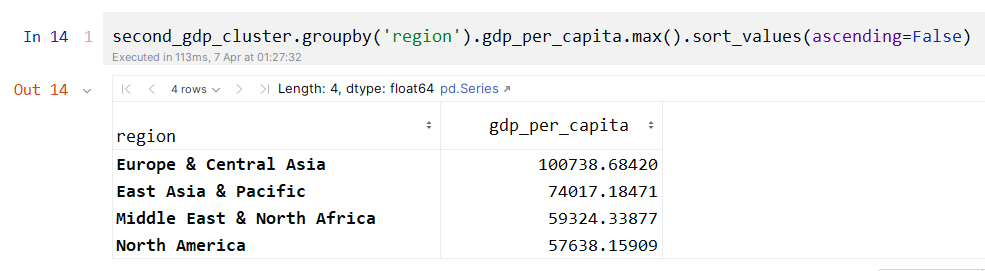 In 14 1 second_gdp_cluster.groupby('region').gdp_per_capita.max().sort_values(ascending=False)
Executed in 113ms, 7 Apr at 01:27:32
Out 14 4 rows Length: 4, dtype: float64 pd.Series
region gdp_per_capita
Europe & Central Asia 100738.68420
East Asia & Pacific 74017.18471
Middle East & North Africa 59324.33877
North America 57638.15909